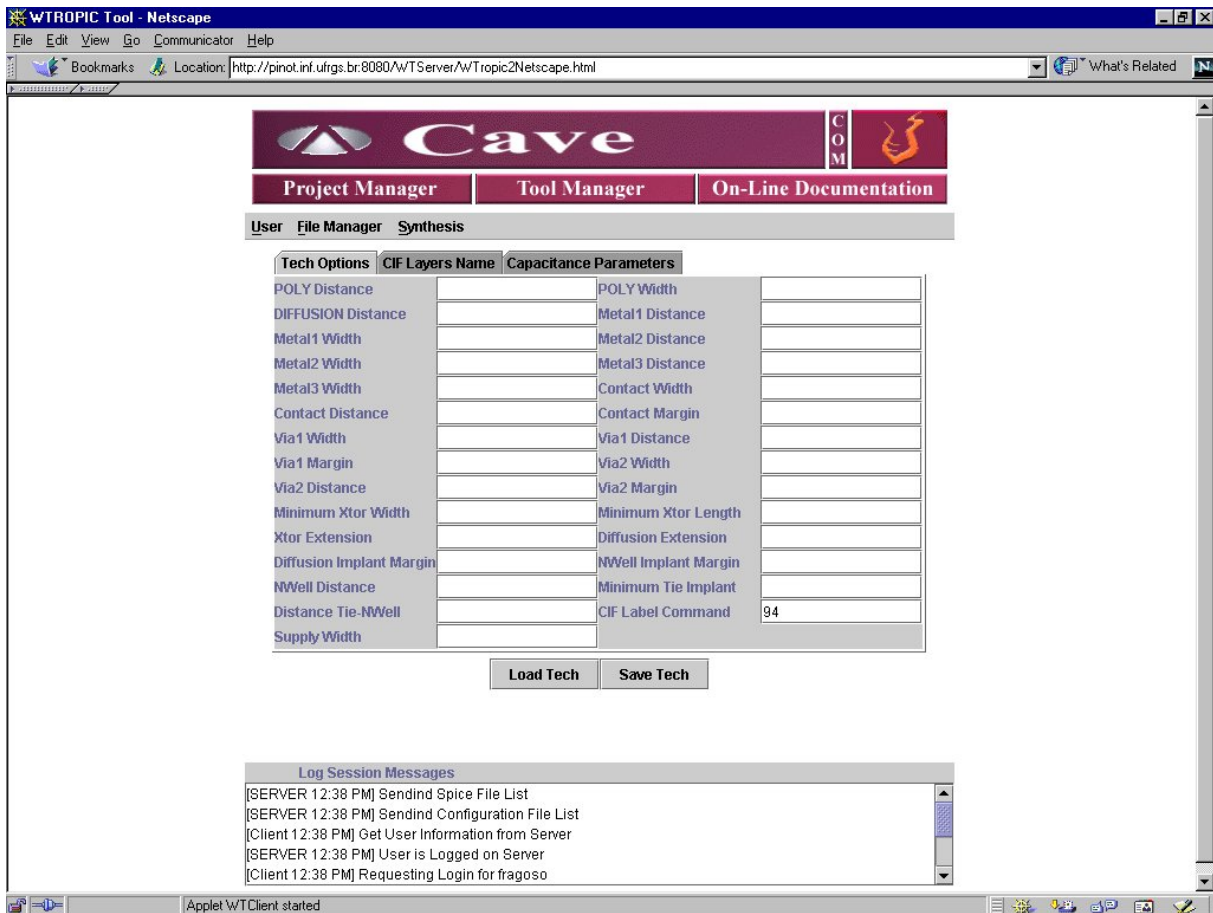 WTROPIC Tool - Netscape
File Edit View Go Communicator Help
Bookmarks Location: http://pinot.inf.ufrgs.br:8080/WTServer/WTropic2Netscape.html What's Related N
Cave COM
Project Manager Tool Manager On-Line Documentation
User File Manager Synthesis
Tech Options CIF Layers Name Capacitance Parameters
POLY Distance POLY Width
DIFFUSION Distance Metal1 Distance
Metal1 Width Metal2 Distance
Metal2 Width Metal3 Distance
Metal3 Width Contact Width
Contact Distance Contact Margin
Via1 Width Via1 Distance
Via1 Margin Via2 Width
Via2 Distance Via2 Margin
Minimum Xtor Width Minimum Xtor Length
Xtor Extension Diffusion Extension
Diffusion Implant Margin NWell Implant Margin
NWell Distance Minimum Tie Implant
Distance Tie-NWell CIF Label Command 94
Supply Width
Load Tech Save Tech
Log Session Messages
[SERVER 12:38 PM] Sendind Spice File List
[SERVER 12:38 PM] Sendind Configuration File List
[Client 12:38 PM] Get User Information from Server
[SERVER 12:38 PM] User is Logged on Server
[Client 12:38 PM] Requesting Login for fragoso
Applet WTClient started